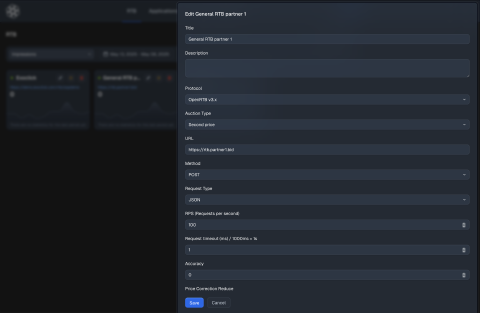 Edit General RTB partner 1
Title
General RTB partner 1
Description
Protocol
OpenRTB v3.x
Auction Type
Second price
URL
https://rtb.partner1.bid
Method
POST
Request Type
JSON
RPS (Requests per second)
100
Request timeout (ms) / 1000ms = 1s
1
Accuracy
0
Price Correction Reduce
Save
Cancel
RTB
General RTB p...